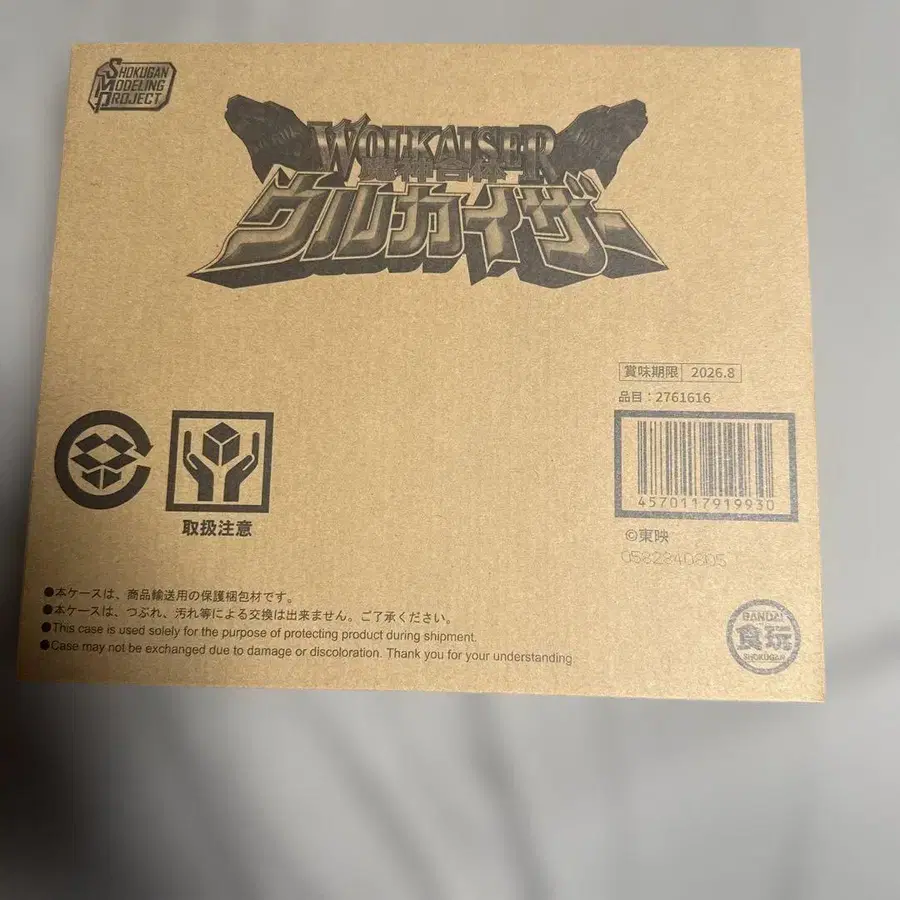 SHOKUGAN
MODELING
PROJECT
WOLKAISER
魔神合体
ウルカイザー
賞味期限 2026.8
品目：2761616
4570117919930
©東映
0582840805
取扱注意
●本ケースは、商品輸送用の保護梱包材です。
●本ケースは、つぶれ、汚れ等による交換は出来ません。ご了承ください。
●This case is used solely for the purpose of protecting product during shipment.
●Case may not be exchanged due to damage or discoloration. Thank you for your understanding.
BANDAI
食玩
SHOKUGAN